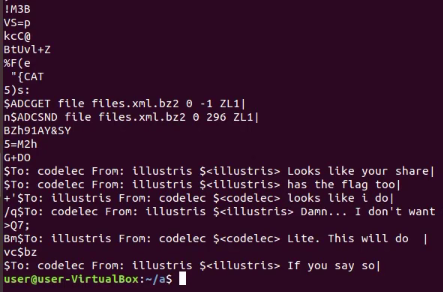 !M3B
VS=p
kcC@
BtUvl+Z
%F(e
"{CAT
5)s:
$ADCGET file files.xml.bz2 0 -1 ZL1|
n$ADCSND file files.xml.bz2 0 296 ZL1|
BZh91AY&SY
5=M2h
G+DO
$To: codelec From: illustris $<illustris> Looks like your share|
$To: codelec From: illustris $<illustris> has the flag too|
+'$To: illustris From: codelec $<codelec> looks like i do|
/q$To: codelec From: illustris $<illustris> Damn... I don't want
>Q7;
Bm$To: illustris From: codelec $<codelec> Lite. This will do |
vc$bz
$To: codelec From: illustris $<illustris> If you say so|
user@user-VirtualBox:~/a$